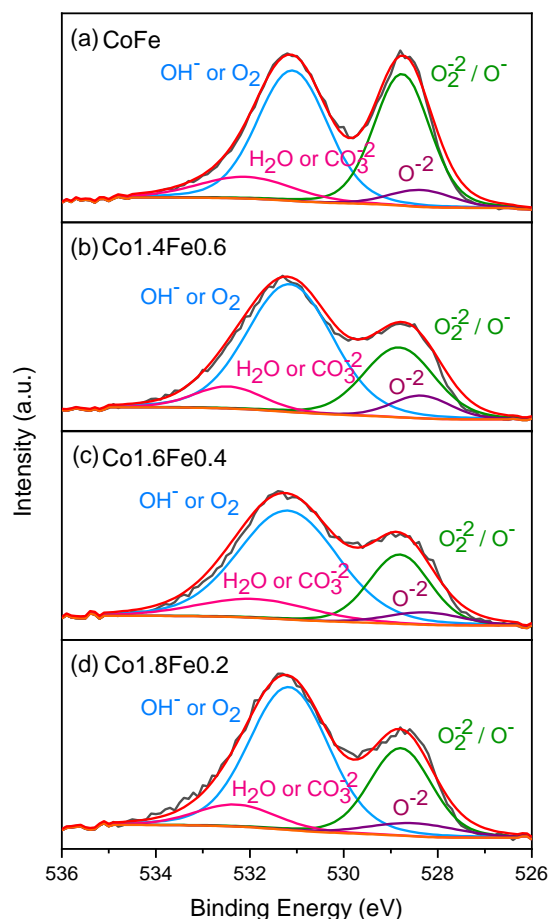 (a) CoFe
OH⁻ or O₂
O₂⁻² / O⁻
H₂O or CO₃⁻²
O⁻²
(b) Co1.4Fe0.6
OH⁻ or O₂
O₂⁻² / O⁻
H₂O or CO₃⁻²
O⁻²
(c) Co1.6Fe0.4
OH⁻ or O₂
O₂⁻² / O⁻
H₂O or CO₃⁻²
O⁻²
(d) Co1.8Fe0.2
OH⁻ or O₂
O₂⁻² / O⁻
H₂O or CO₃⁻²
O⁻²
Intensity (a.u.)
536 534 532 530 528 526
Binding Energy (eV)